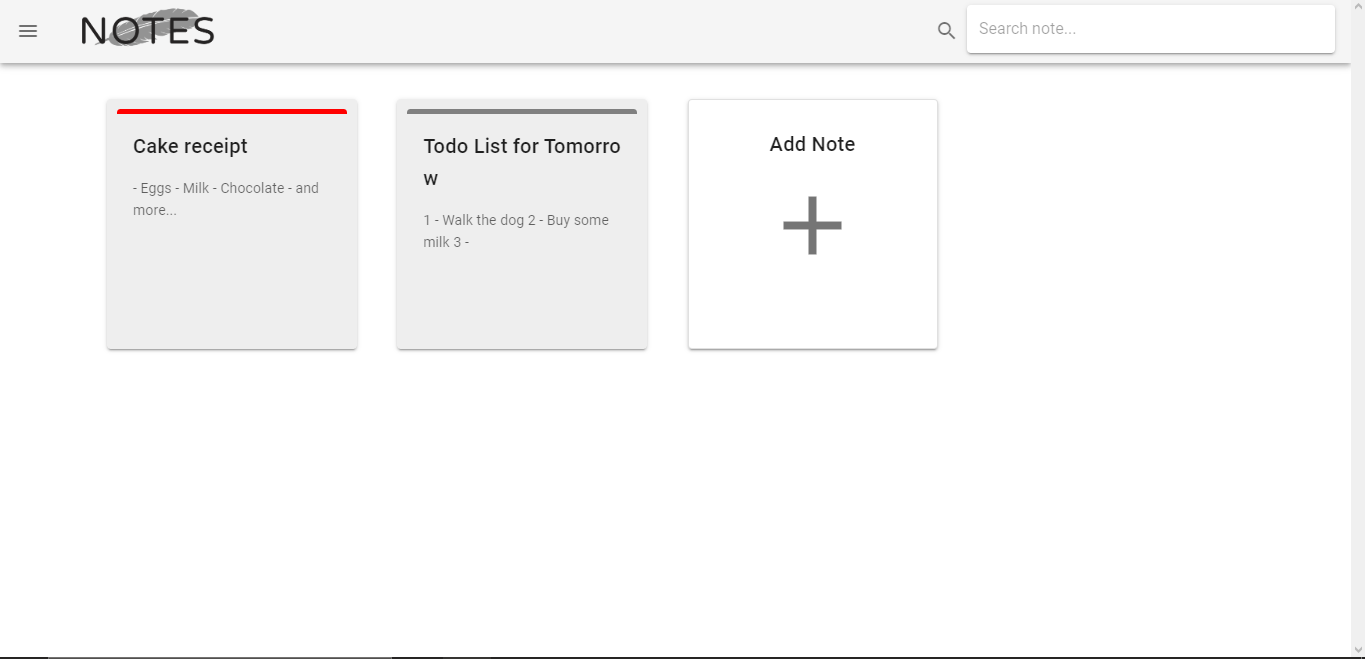 NOTES
Search note...
Cake receipt
- Eggs - Milk - Chocolate - and
more...
Todo List for Tomorro
w
1 - Walk the dog 2 - Buy some
milk 3 -
Add Note